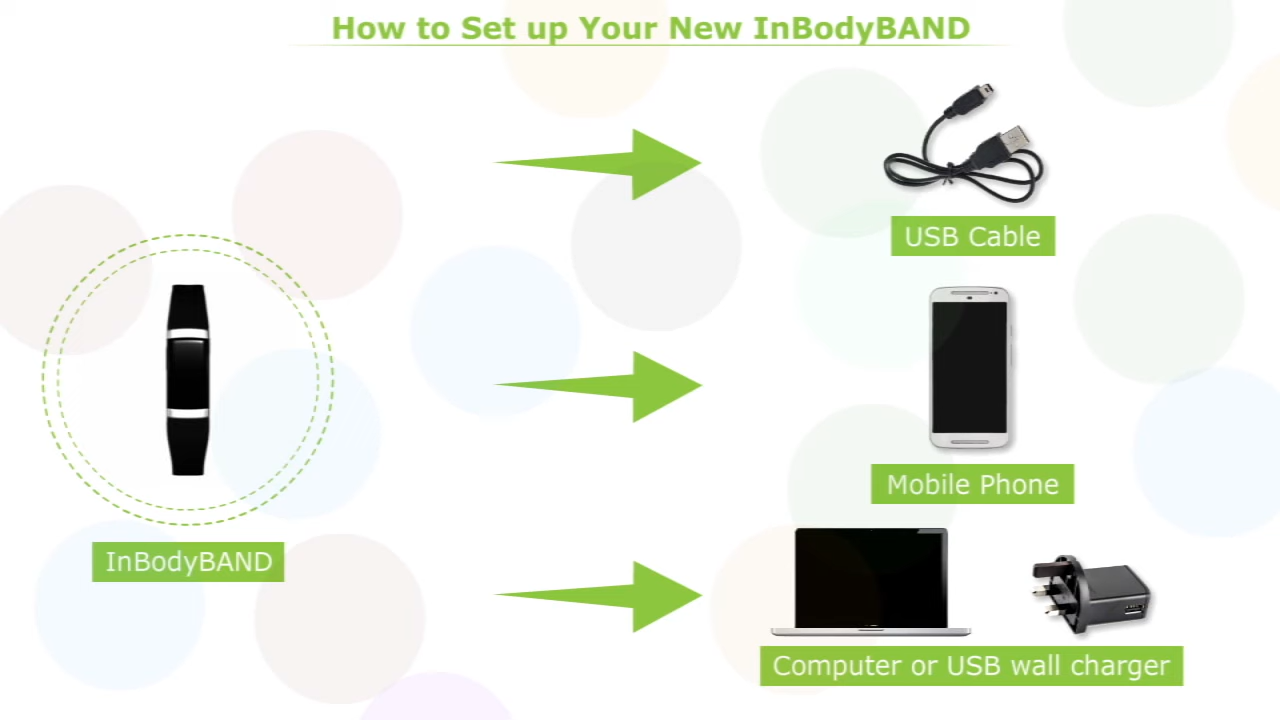 How to Set up Your New InBodyBAND
USB Cable
Mobile Phone
InBodyBAND
Computer or USB wall charger